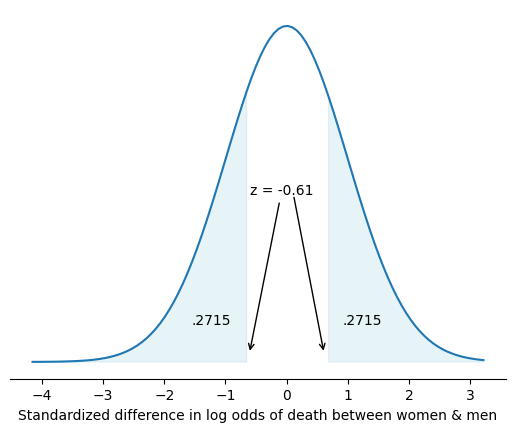 z = -0.61
.2715 .2715
−4 −3 −2 −1 0 1 2 3
Standardized difference in log odds of death between women & men